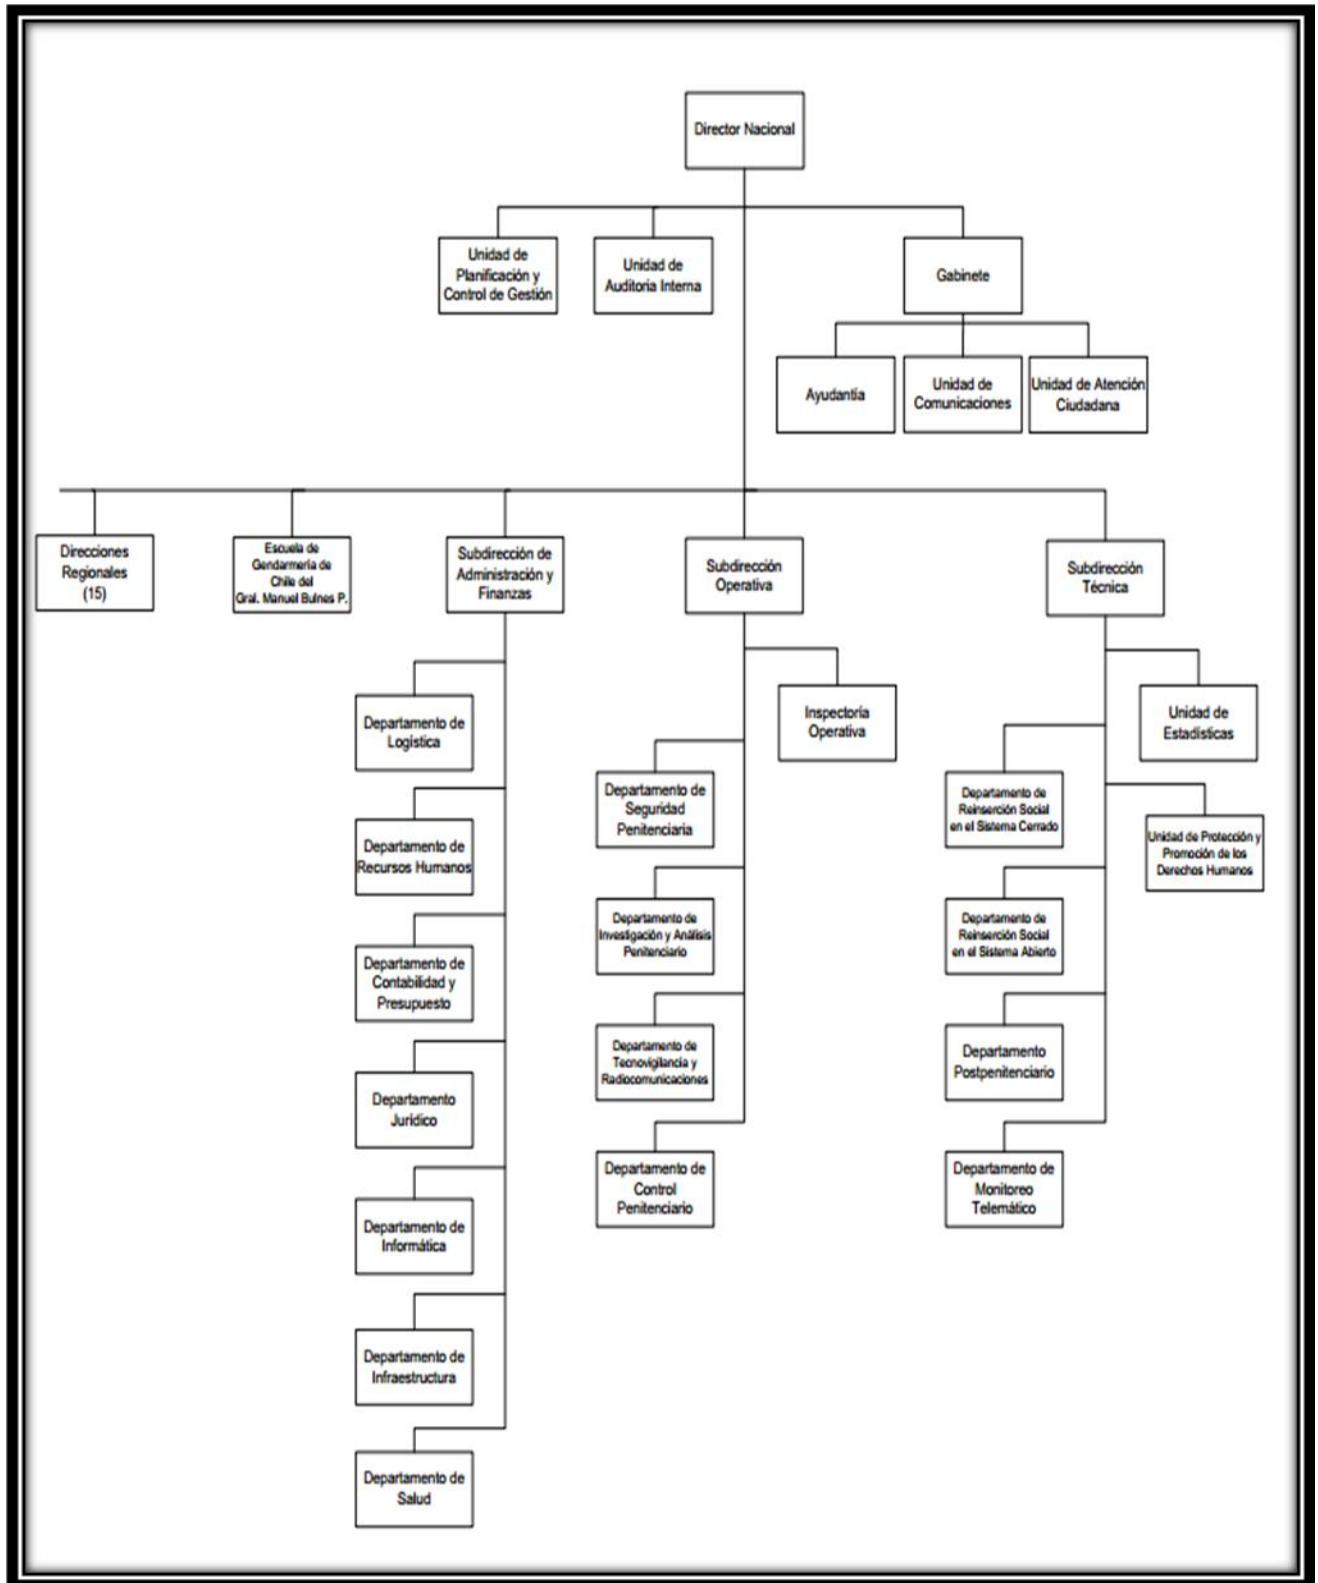 Director Nacional
Unidad de
Planificación y
Control de Gestión
Unidad de
Auditoria Interna
Gabinete
Ayudantía
Unidad de
Comunicaciones
Unidad de Atención
Ciudadana
Direcciones
Regionales
(15)
Escuela de
Gendarmería de
Chile del
Gral. Manuel Bulnes P.
Subdirección de
Administración y
Finanzas
Subdirección
Operativa
Subdirección
Técnica
Departamento de
Logística
Departamento de
Recursos Humanos
Departamento de
Contabilidad y
Presupuesto
Departamento
Jurídico
Departamento de
Informática
Departamento de
Infraestructura
Departamento de
Salud
Inspectoría
Operativa
Departamento de
Seguridad
Penitenciaria
Departamento de
Investigación y Análisis
Penitenciario
Departamento de
Tecnovigilancia y
Radiocomunicaciones
Departamento de
Control
Penitenciario
Unidad de
Estadísticas
Departamento de
Reinserción Social
en el Sistema Cerrado
Unidad de Protección y
Promoción de los
Derechos Humanos
Departamento de
Reinserción Social
en el Sistema Abierto
Departamento
Postpenitenciario
Departamento de
Monitoreo
Telemático